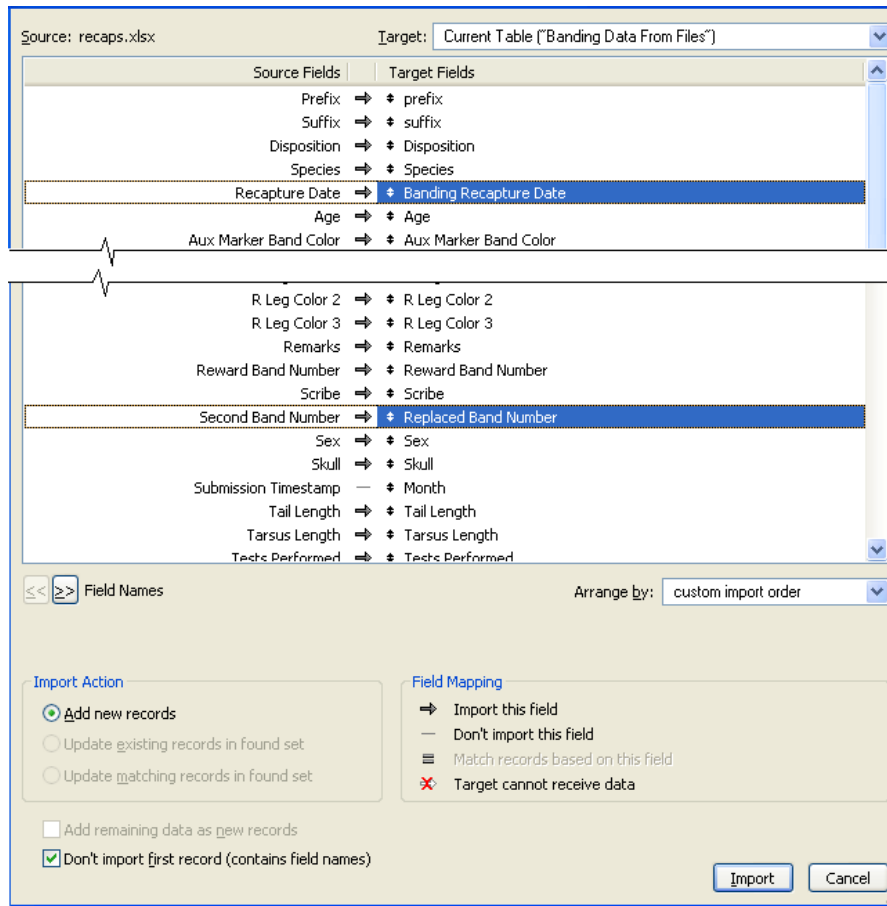 Source: recaps.xlsx Target: Current Table ("Banding Data From Files")
Source Fields Target Fields
Prefix prefix
Suffix suffix
Disposition Disposition
Species Species
Recapture Date Banding Recapture Date
Age Age
Aux Marker Band Color Aux Marker Band Color
R Leg Color 2 R Leg Color 2
R Leg Color 3 R Leg Color 3
Remarks Remarks
Reward Band Number Reward Band Number
Scribe Scribe
Second Band Number Replaced Band Number
Sex Sex
Skull Skull
Submission Timestamp Month
Tail Length Tail Length
Tarsus Length Tarsus Length
Tests Performed Tests Performed
<< >> Field Names Arrange by: custom import order
Import Action Field Mapping
Add new records Import this field
Update existing records in found set Don't import this field
Update matching records in found set Match records based on this field
Target cannot receive data
Add remaining data as new records
Don't import first record (contains field names)
Import Cancel